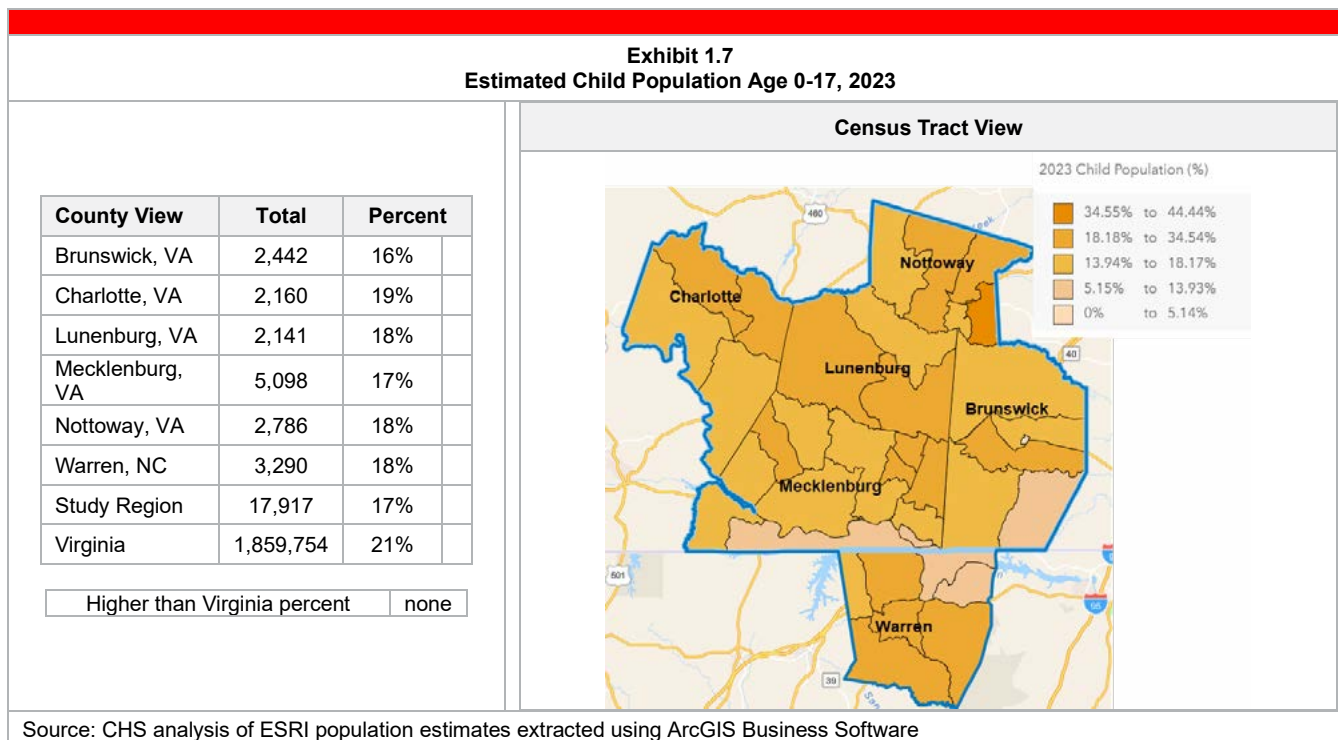 Exhibit 1.7
Estimated Child Population Age 0-17, 2023
County View Total Percent
Brunswick, VA 2,442 16%
Charlotte, VA 2,160 19%
Lunenburg, VA 2,141 18%
Mecklenburg,
VA 5,098 17%
Nottoway, VA 2,786 18%
Warren, NC 3,290 18%
Study Region 17,917 17%
Virginia 1,859,754 21%
Higher than Virginia percent none
Census Tract View
2023 Child Population (%)
34.55% to 44.44%
18.18% to 34.54%
13.94% to 18.17%
5.15% to 13.93%
0% to 5.14%
460
Nottoway
Charlotte
40
Lunenburg
Brunswick
Mecklenburg
501
95
Warren
39
Source: CHS analysis of ESRI population estimates extracted using ArcGIS Business Software